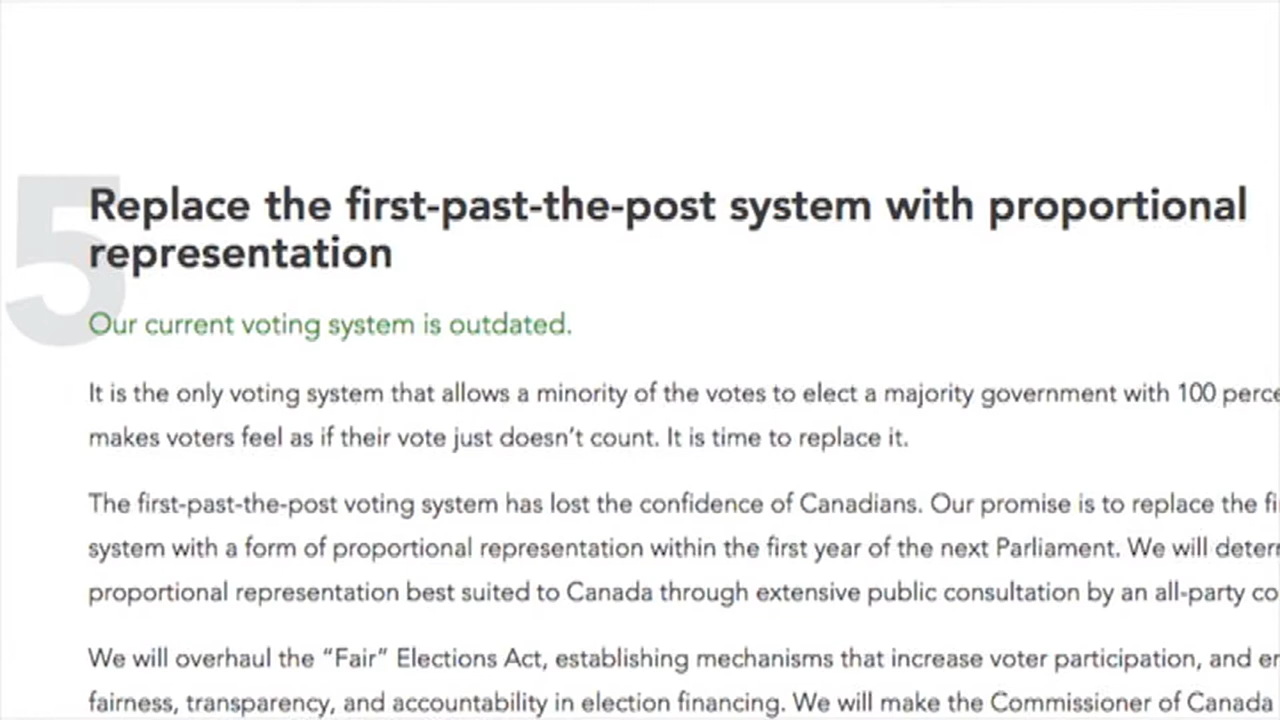 5
Replace the first-past-the-post system with proportional
representation
Our current voting system is outdated.
It is the only voting system that allows a minority of the votes to elect a majority government with 100
makes voters feel as if their vote just doesn’t count. It is time to replace it.
The first-past-the-post voting system has lost the confidence of Canadians. Our promise is to replace the
system with a form of proportional representation within the first year of the next Parliament. We will
proportional representation best suited to Canada through extensive public consultation by an all-party
We will overhaul the “Fair” Elections Act, establishing mechanisms that increase voter participation, and
fairness, transparency, and accountability in election financing. We will make the Commissioner of Canada